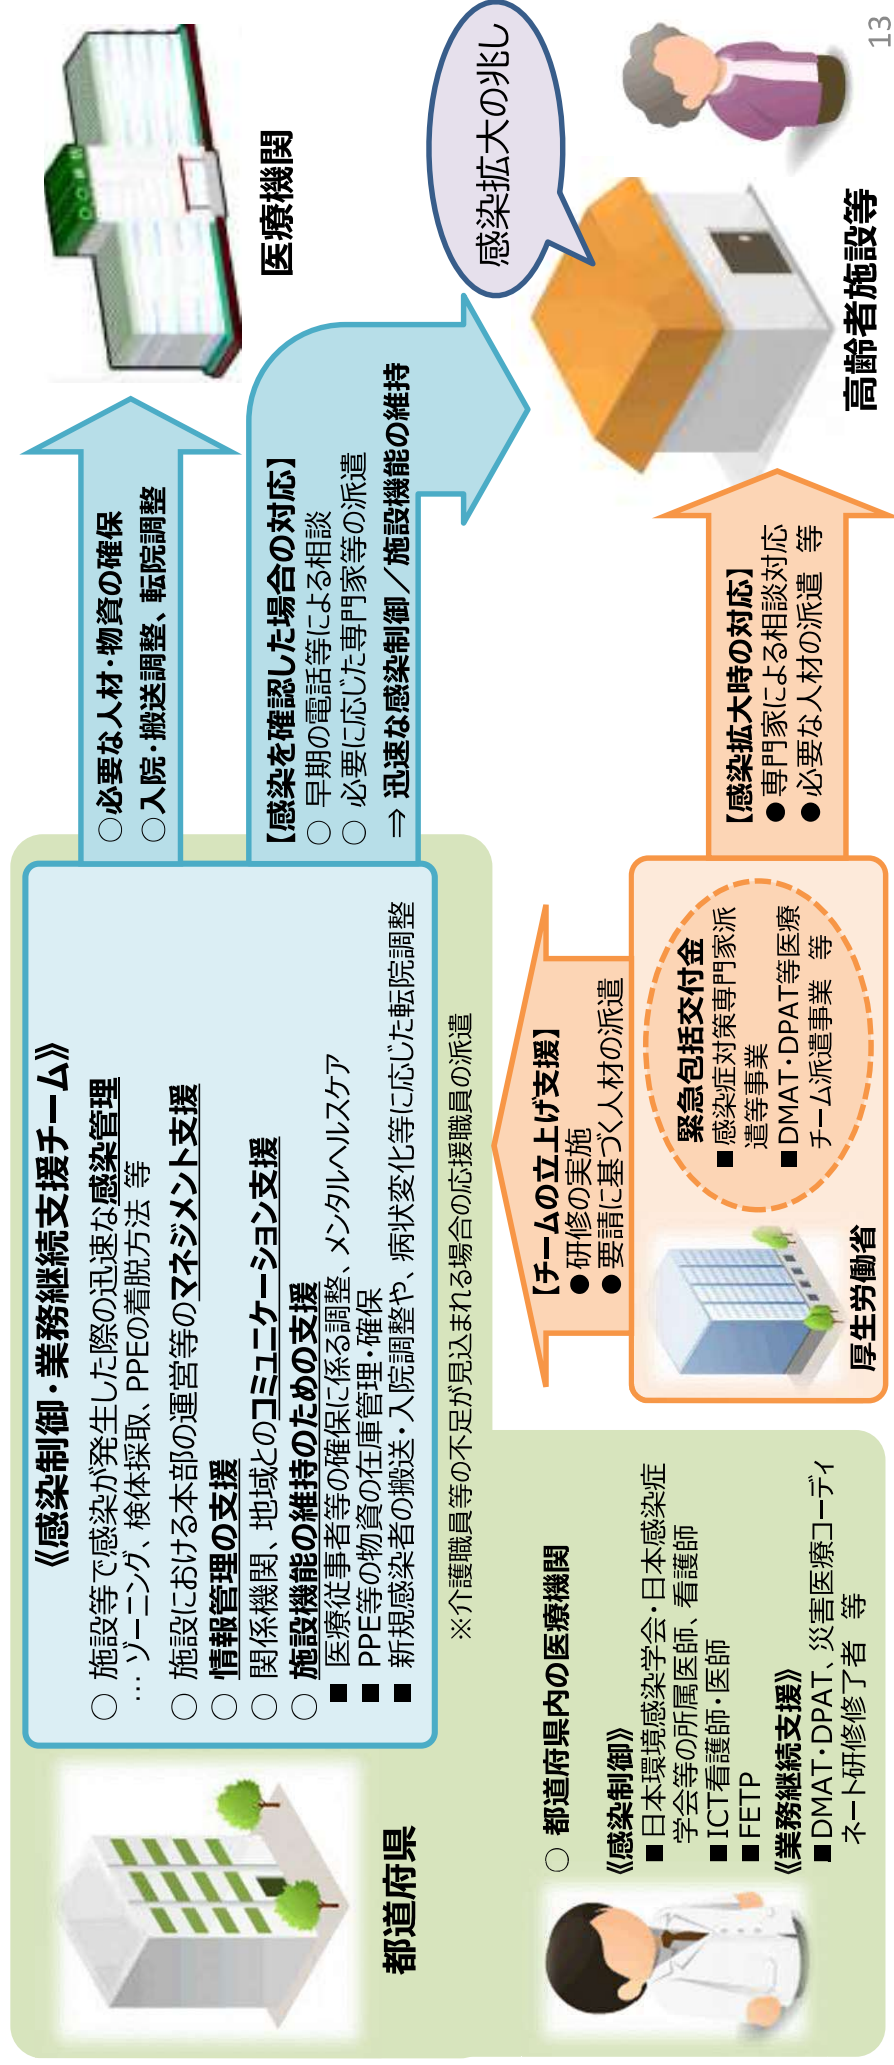 《感染制御・業務継続支援チーム》
○ 施設等で感染が発生した際の迅速な感染管理
… ゾーニング、検体採取、PPEの着脱方法 等
○ 施設における本部の運営等のマネジメント支援
○ 情報管理の支援
○ 関係機関、地域とのコミュニケーション支援
○ 施設機能の維持のための支援
■ 医療従事者等の確保に係る調整、メンタルヘルスケア
■ PPE等の物資の在庫管理・確保
■ 新規感染者の搬送・入院調整や、病状変化等に応じた転院調整
※介護職員等の不足が見込まれる場合の応援職員の派遣
都道府県
○必要な人材・物資の確保
○入院・搬送調整、転院調整
医療機関
【感染を確認した場合の対応】
○ 早期の電話等による相談
○ 必要に応じた専門家等の派遣
⇒ 迅速な感染制御/施設機能の維持
感染拡大の兆し
高齢者施設等
○ 都道府県内の医療機関
《感染制御》
■ 日本環境感染学会・日本感染症
学会等の所属医師、看護師
■ ICT看護師・医師
■ FETP
《業務継続支援》
■ DMAT・DPAT、災害医療コーディ
ネート研修修了者 等
【チームの立上げ支援】
● 研修の実施
● 要請に基づく人材の派遣
緊急包括交付金
■ 感染症対策専門家派
遣等事業
■ DMAT・DPAT等医療
チーム派遣事業 等
厚生労働省
【感染拡大時の対応】
● 専門家による相談対応
● 必要な人材の派遣 等
13